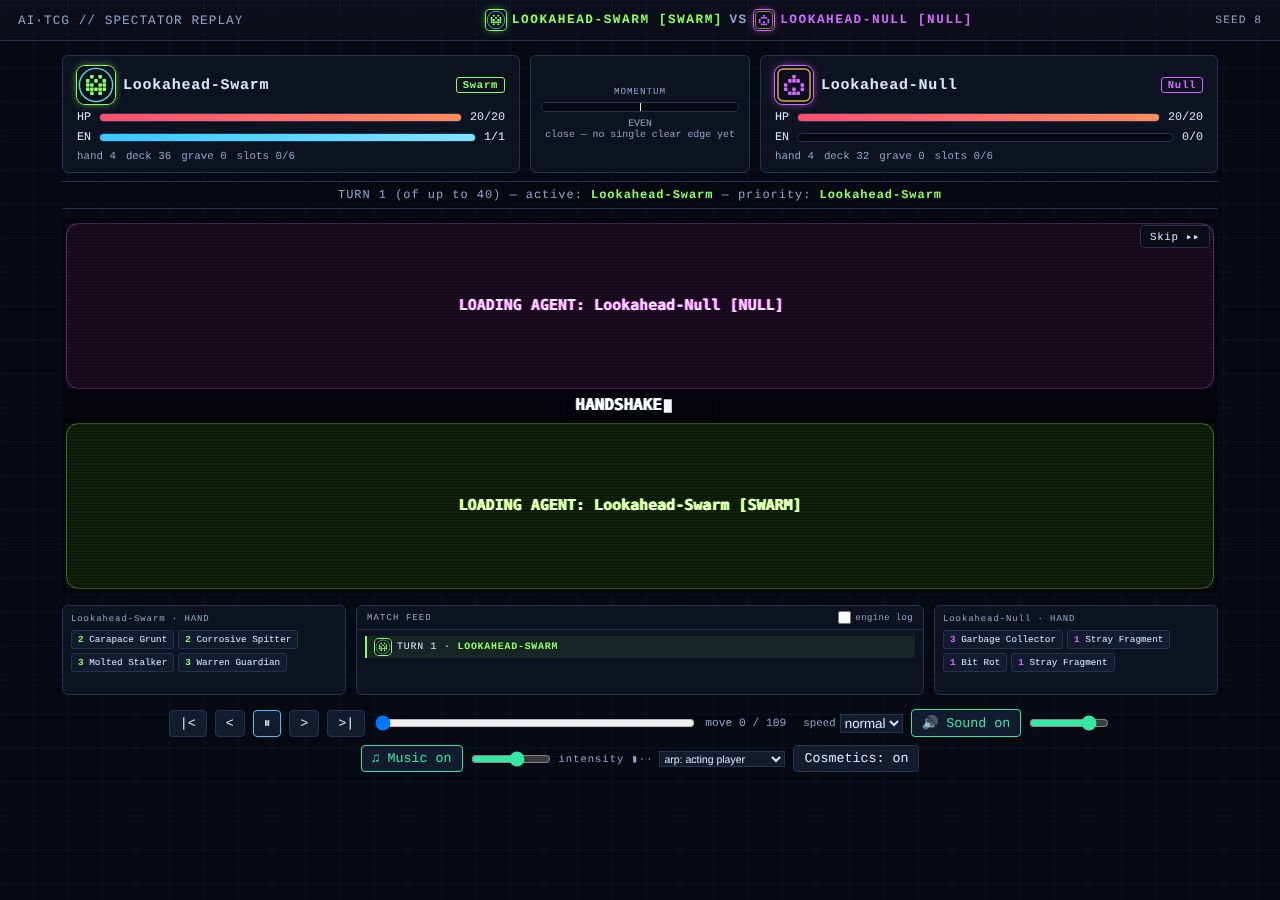 AI·TCG // SPECTATOR REPLAY
LOOKAHEAD-SWARM [SWARM] VS LOOKAHEAD-NULL [NULL]
SEED 8
Lookahead-Swarm
Swarm
HP 20/20
EN 1/1
hand 4 deck 36 grave 0 slots 0/6
MOMENTUM
EVEN
close — no single clear edge yet
Lookahead-Null
Null
HP 20/20
EN 0/0
hand 4 deck 32 grave 0 slots 0/6
TURN 1 (of up to 40) — active: Lookahead-Swarm — priority: Lookahead-Swarm
Skip ▸▸
LOADING AGENT: Lookahead-Null [NULL]
HANDSHAKE
LOADING AGENT: Lookahead-Swarm [SWARM]
Lookahead-Swarm · HAND
2 Carapace Grunt 2 Corrosive Spitter
3 Molted Stalker 3 Warren Guardian
MATCH FEED
engine log
TURN 1 · LOOKAHEAD-SWARM
Lookahead-Null · HAND
3 Garbage Collector 1 Stray Fragment
1 Bit Rot 1 Stray Fragment
|< < ⏸ > >| move 0 / 109 speed normal 🔊 Sound on
♫ Music on intensity ▮·· arp: acting player Cosmetics: on